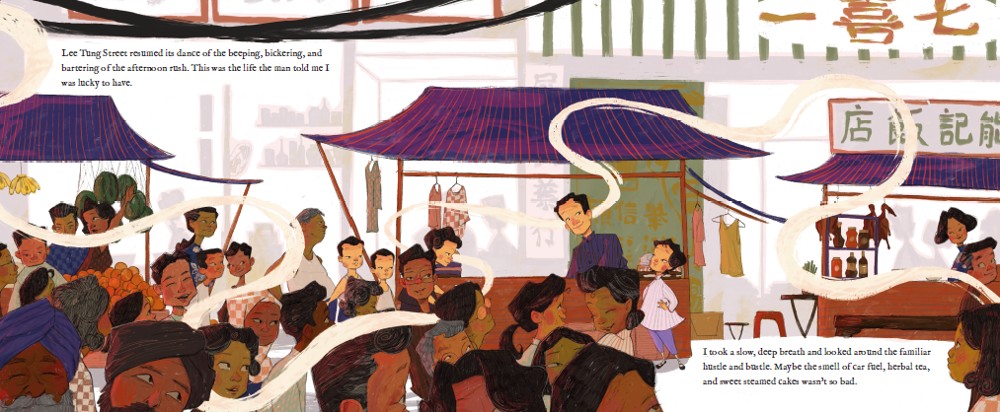 一喜七
Lee Tung Street resumed its dance of the beeping, bickering, and
bartering of the afternoon rush. This was the life the man told me I
was lucky to have.
店飯記能
I took a slow, deep breath and looked around the familiar
hustle and bustle. Maybe the smell of car fuel, herbal tea,
and sweet steamed cakes wasn't so bad.